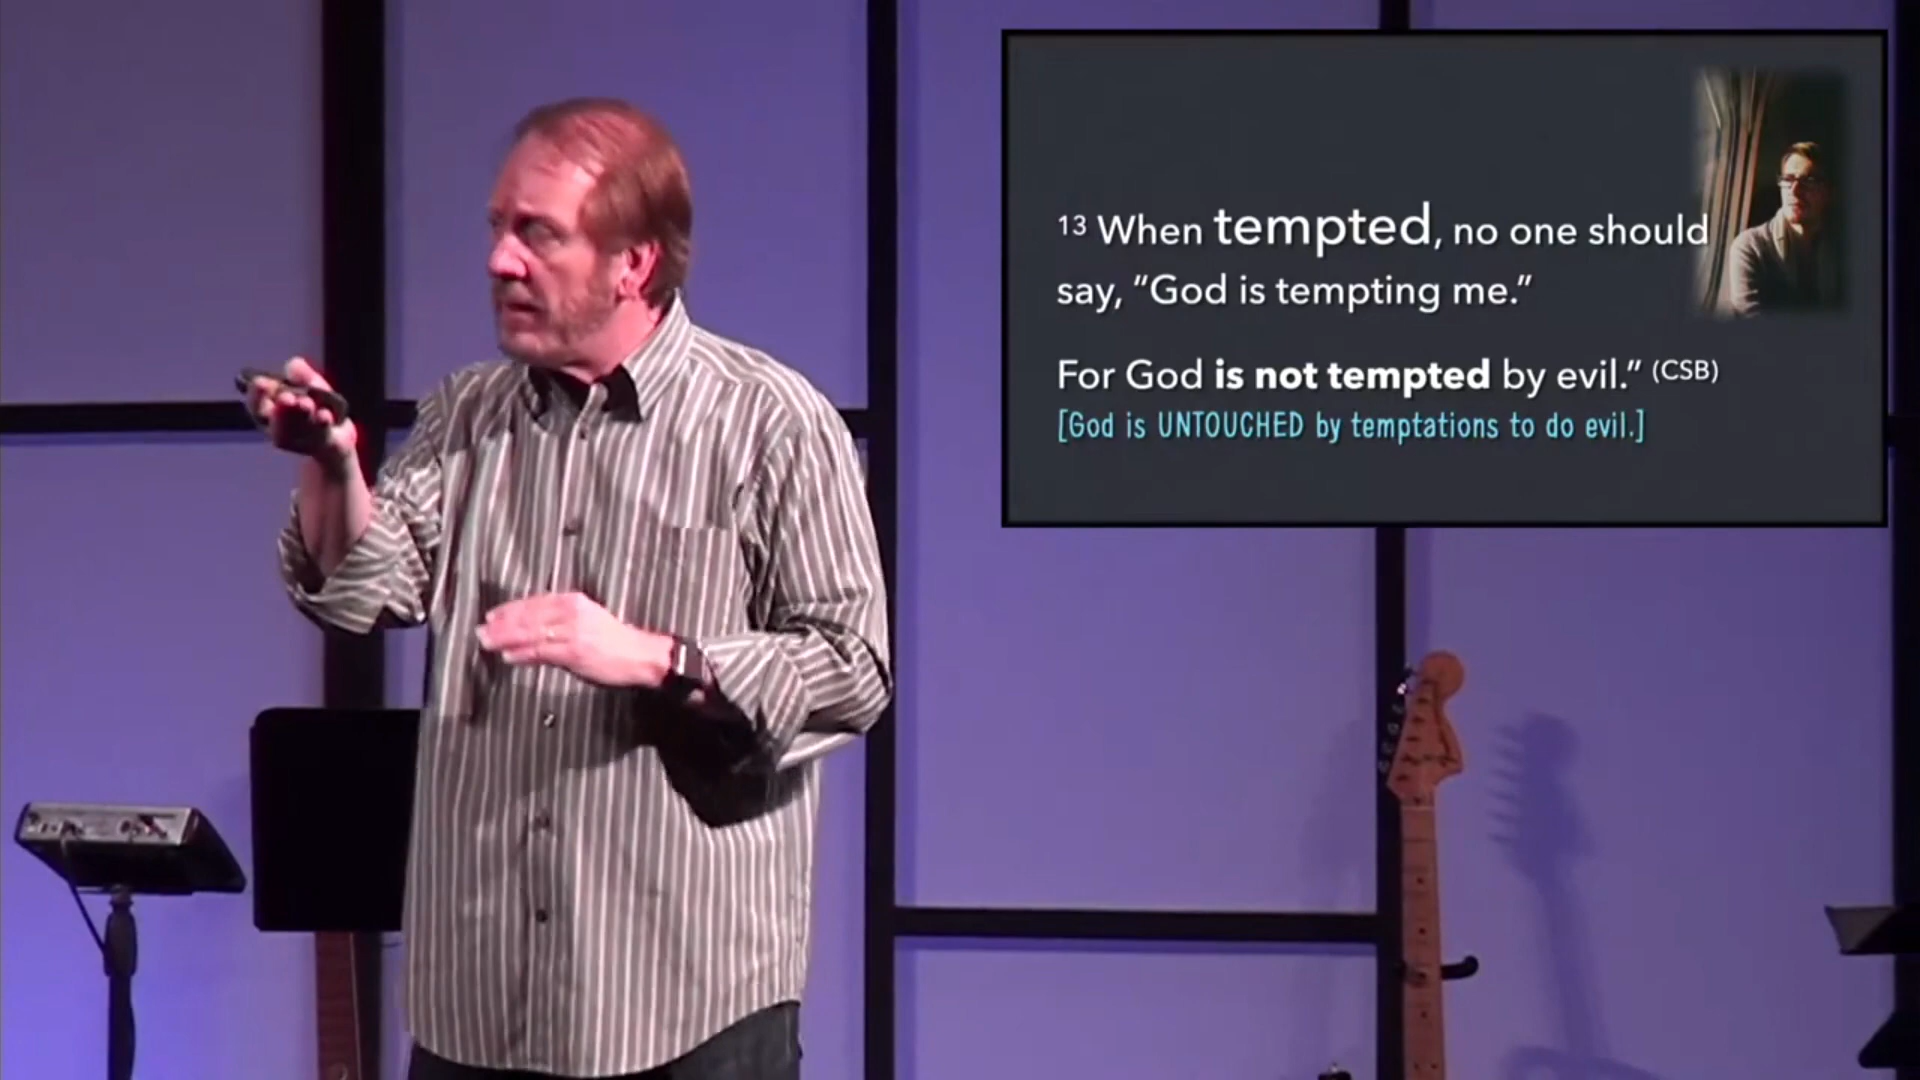 13 When tempted, no one should
say, “God is tempting me.”
For God is not tempted by evil.” (CSB)
[God is UNTOUCHED by temptations to do evil.]